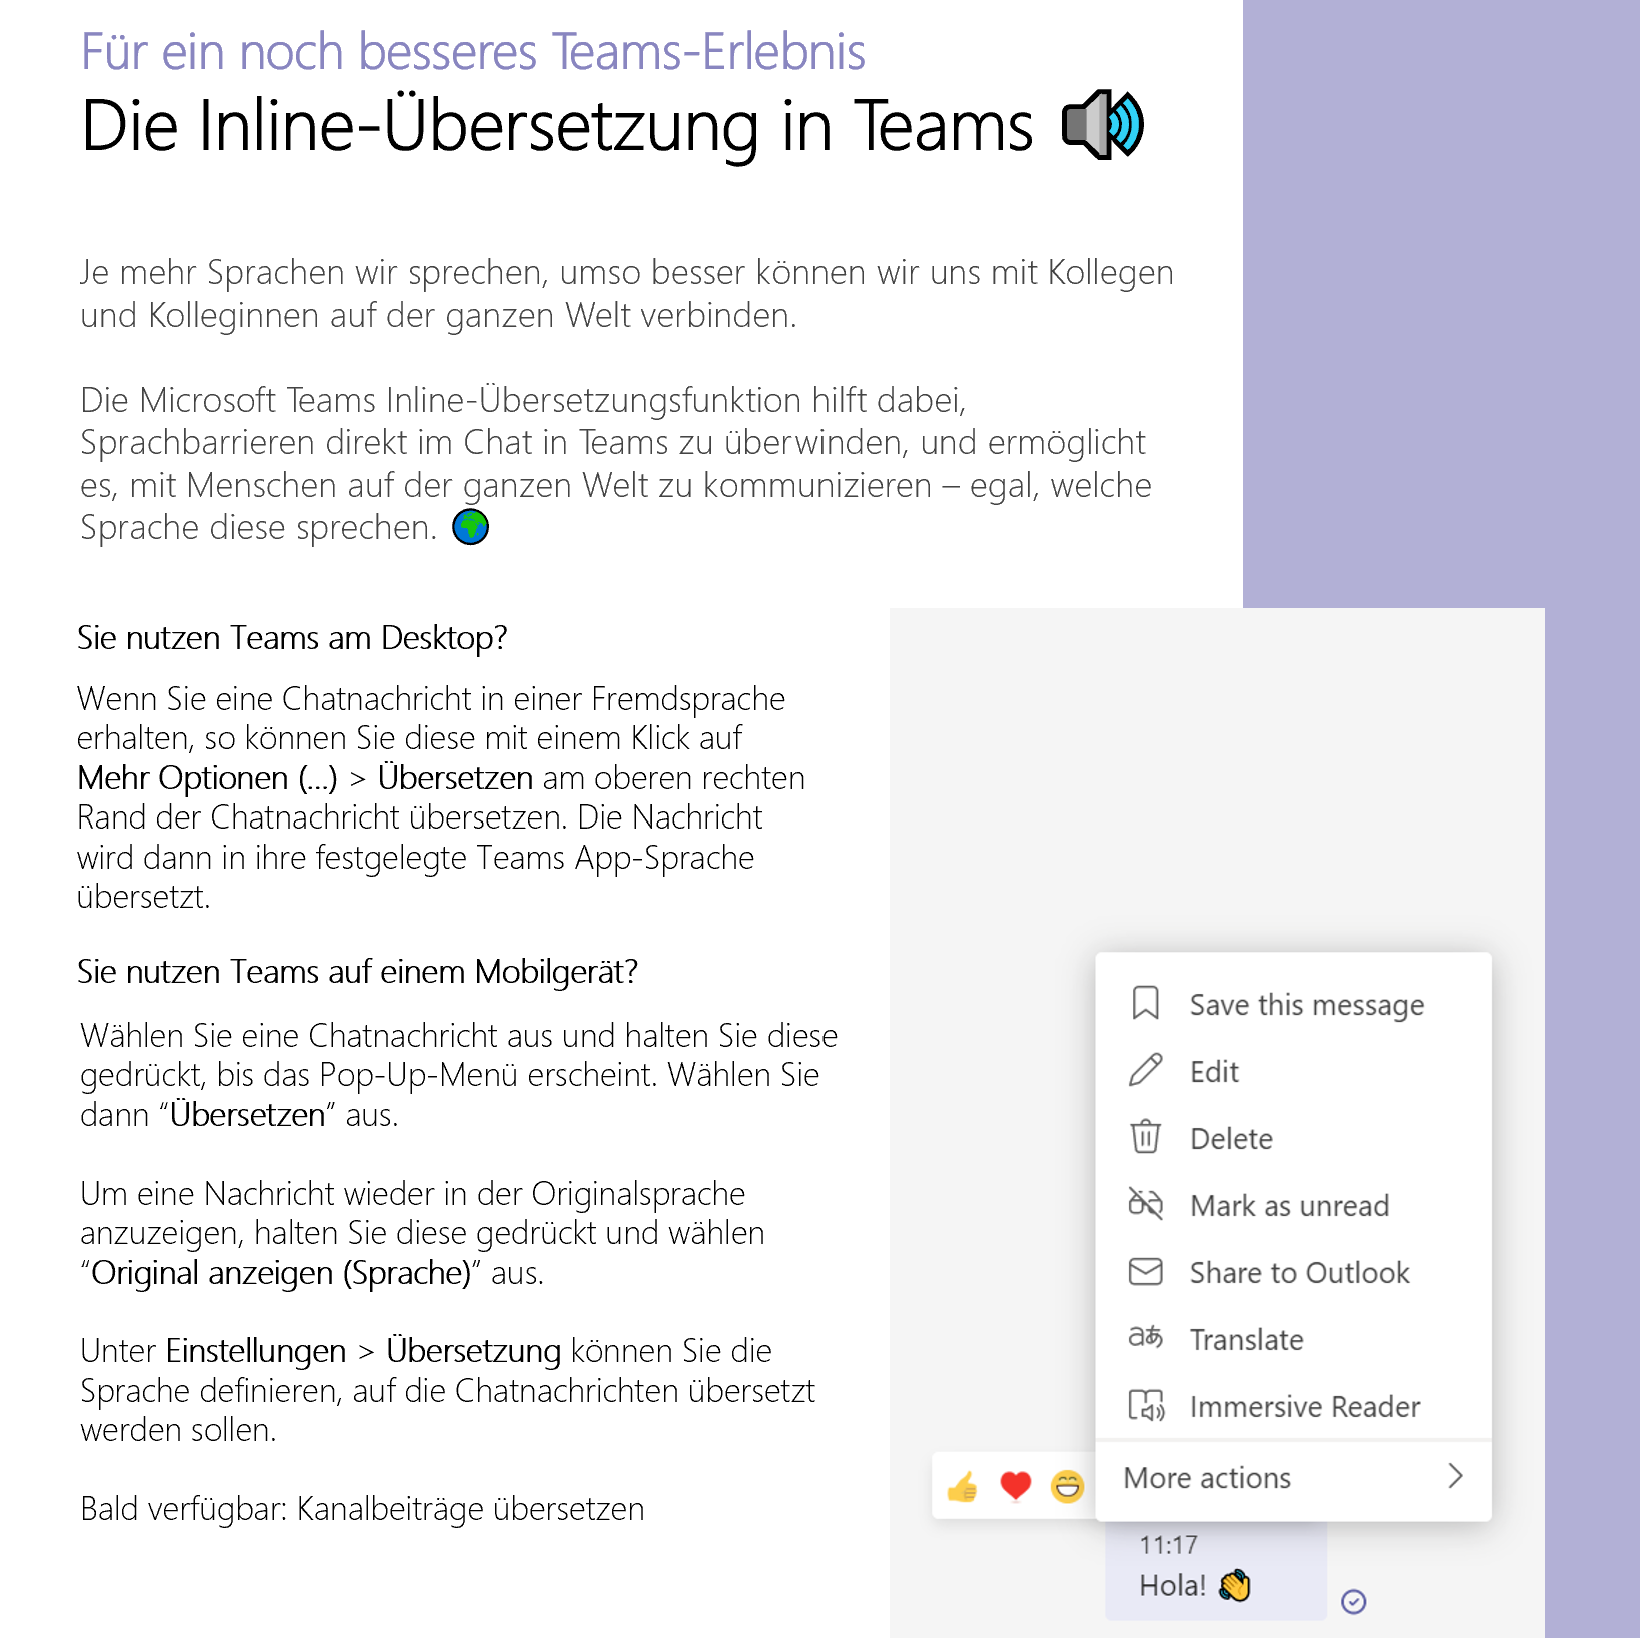 Für ein noch besseres Teams-Erlebnis
Die Inline-Übersetzung in Teams 🔊
Je mehr Sprachen wir sprechen, umso besser können wir uns mit Kollegen
und Kolleginnen auf der ganzen Welt verbinden.
Die Microsoft Teams Inline-Übersetzungsfunktion hilft dabei,
Sprachbarrieren direkt im Chat in Teams zu überwinden, und ermöglicht
es, mit Menschen auf der ganzen Welt zu kommunizieren – egal, welche
Sprache diese sprechen. 🌍
Sie nutzen Teams am Desktop?
Wenn Sie eine Chatnachricht in einer Fremdsprache
erhalten, so können Sie diese mit einem Klick auf
Mehr Optionen (...) > Übersetzen am oberen rechten
Rand der Chatnachricht übersetzen. Die Nachricht
wird dann in ihre festgelegte Teams App-Sprache
übersetzt.
Sie nutzen Teams auf einem Mobilgerät?
Wählen Sie eine Chatnachricht aus und halten Sie diese
gedrückt, bis das Pop-Up-Menü erscheint. Wählen Sie
dann “Übersetzen” aus.
Um eine Nachricht wieder in der Originalsprache
anzuzeigen, halten Sie diese gedrückt und wählen
“Original anzeigen (Sprache)” aus.
Unter Einstellungen > Übersetzung können Sie die
Sprache definieren, auf die Chatnachrichten übersetzt
werden sollen.
Bald verfügbar: Kanalbeiträge übersetzen
Save this message
Edit
Delete
Mark as unread
Share to Outlook
Translate
Immersive Reader
More actions
11:17
Hola! 👋